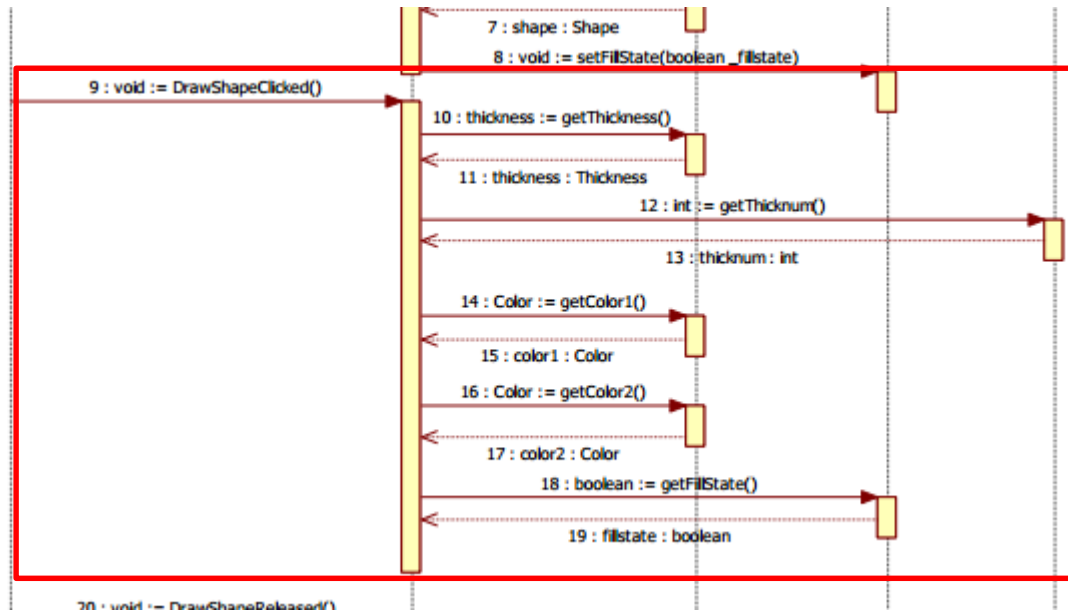 7 : shape : Shape
8 : void := setFillState(boolean _fillstate)
9 : void := DrawShapeClicked()
10 : thickness := getThickness()
11 : thickness : Thickness
12 : int := getThicknum()
13 : thicknum : int
14 : Color := getColor1()
15 : color1 : Color
16 : Color := getColor2()
17 : color2 : Color
18 : boolean := getFillState()
19 : fillstate : boolean
20 : void := DrawShapeReleased()